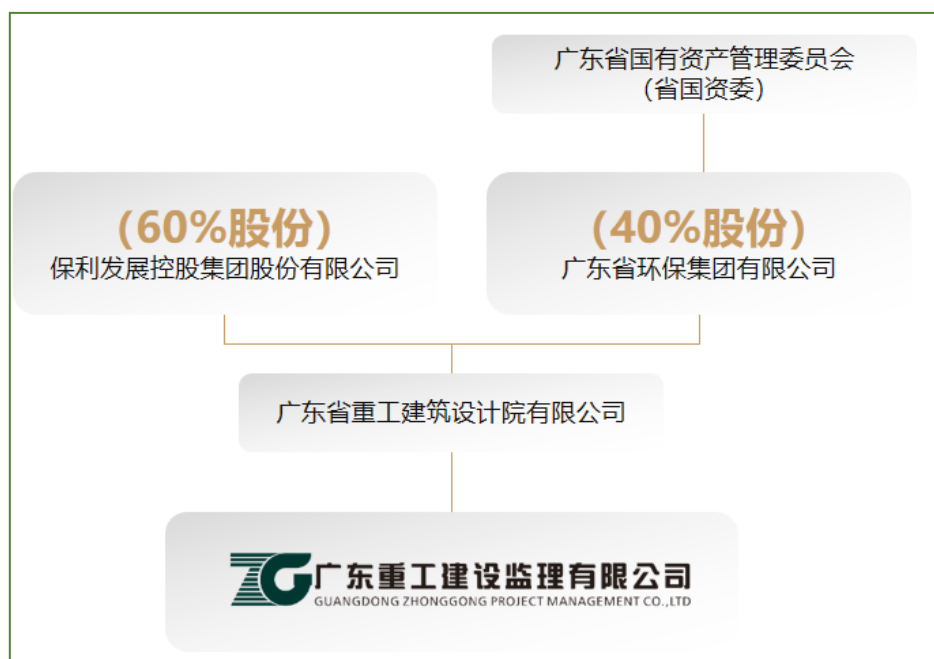 广东省国有资产管理委员会
（省国资委）
（60%股份）
保利发展控股集团股份有限公司
（40%股份）
广东省环保集团有限公司
广东省重工建筑设计院有限公司
ZG 广东重工建设监理有限公司
GUANGDONG ZHONGGONG PROJECT MANAGEMENT CO.,LTD